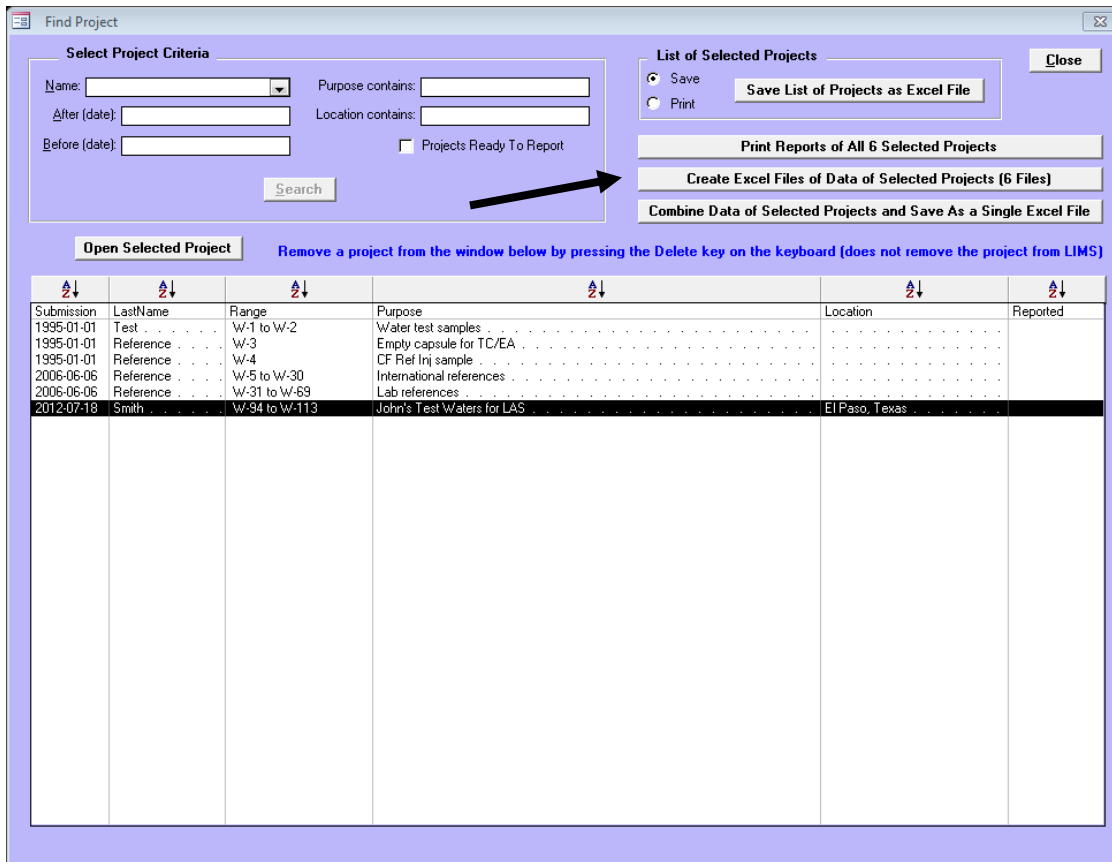 Find Project
Select Project Criteria
Name:
After (date):
Before (date):
Purpose contains:
Location contains:
Projects Ready To Report
Search
List of Selected Projects
Save
Print
Save List of Projects as Excel File
Close
Print Reports of All 6 Selected Projects
Create Excel Files of Data of Selected Projects (6 Files)
Combine Data of Selected Projects and Save As a Single Excel File
Open Selected Project
Remove a project from the window below by pressing the Delete key on the keyboard (does not remove the project from LIMS)
AZ AZ AZ AZ AZ AZ
Submission LastName Range Purpose Location Reported
1995-01-01 Test W-1 to W-2 Water test samples
1995-01-01 Reference W-3 Empty capsule for TC/EA
1995-01-01 Reference W-4 CF Ref Inj sample
2006-06-06 Reference W-5 to W-30 International references
2006-06-06 Reference W-31 to W-69 Lab references
2012-07-18 Smith W-94 to W-113 John's Test Waters for LAS El Paso, Texas